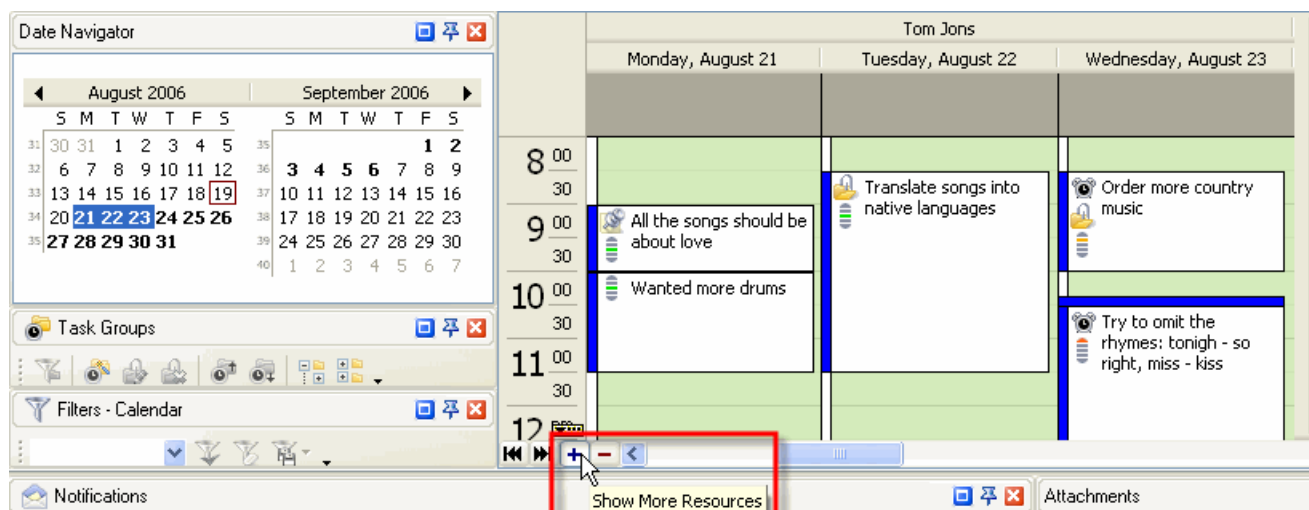 Date Navigator
August 2006 September 2006
S M T W T F S S M T W T F S
31 30 31 1 2 3 4 5 35 1 2
32 6 7 8 9 10 11 12 36 3 4 5 6 7 8 9
33 13 14 15 16 17 18 19 37 10 11 12 13 14 15 16
34 20 21 22 23 24 25 26 38 17 18 19 20 21 22 23
35 27 28 29 30 31 39 24 25 26 27 28 29 30
40 1 2 3 4 5 6 7
Task Groups
Filters - Calendar
Tom Jons
Monday, August 21 Tuesday, August 22 Wednesday, August 23
8 00
30
9 00
30
10 00
30
11 00
30
12
All the songs should be
about love
Wanted more drums
Translate songs into
native languages
Order more country
music
Try to omit the
rhymes: tonigh - so
right, miss - kiss
Show More Resources
Notifications
Attachments